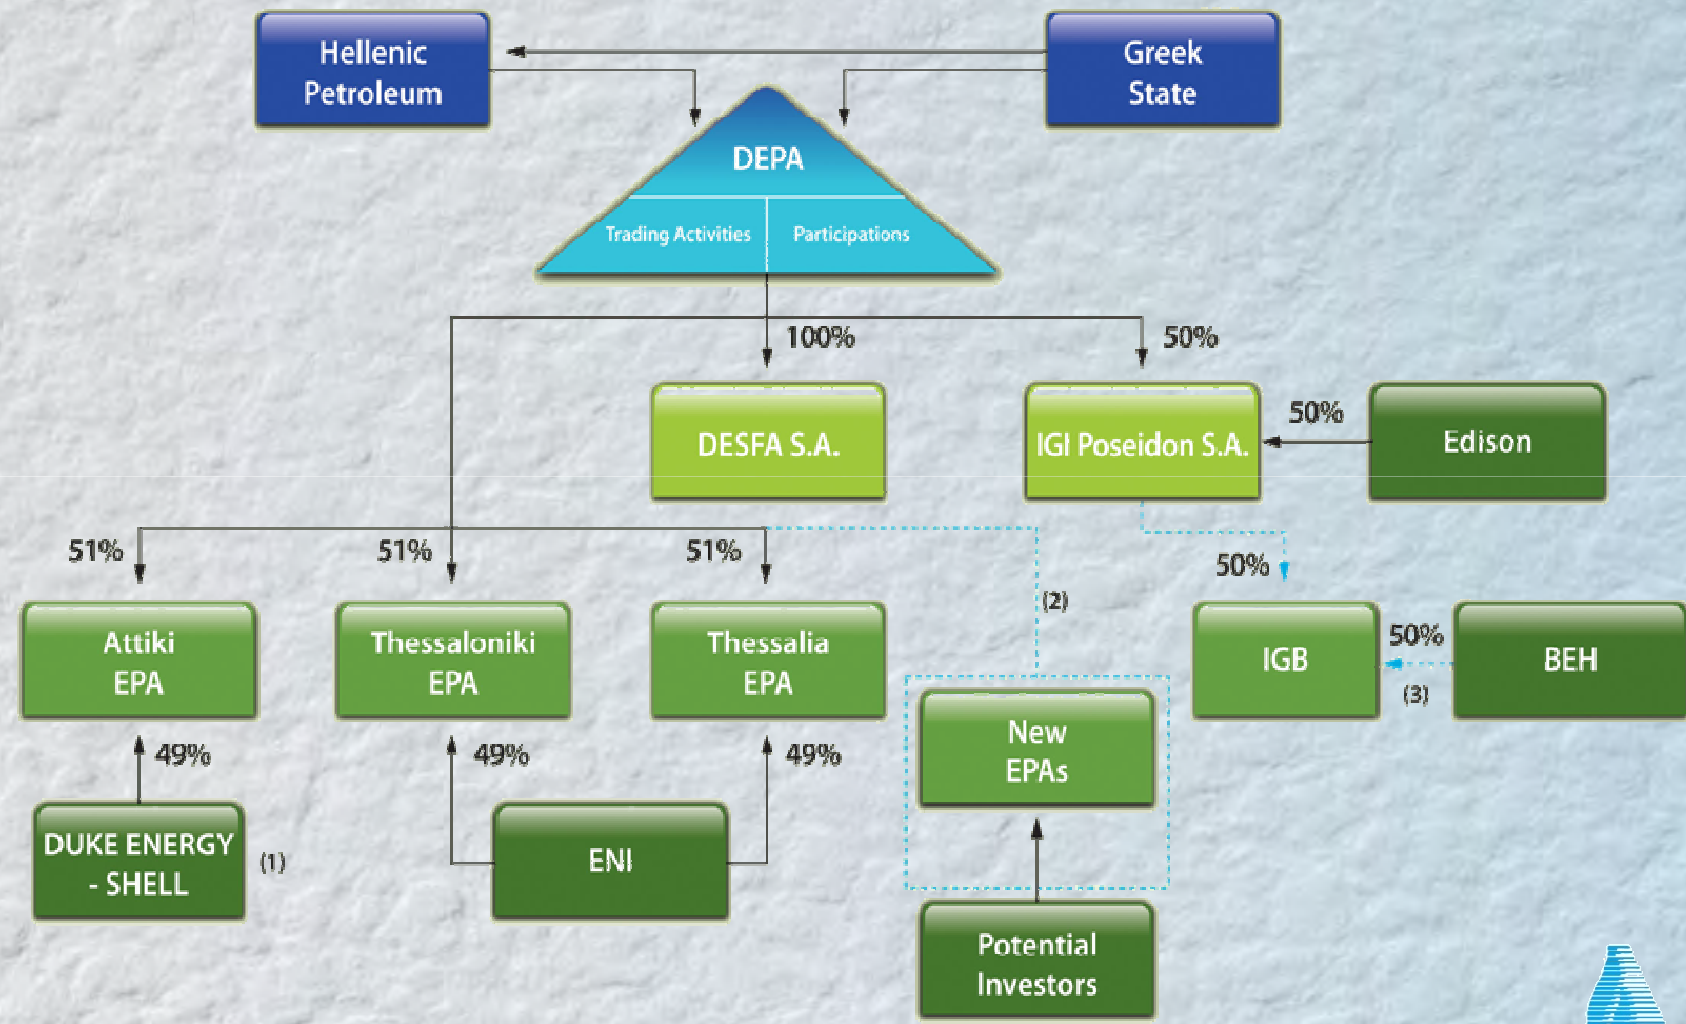 Hellenic
Petroleum
Greek
State
DEPA
Trading Activities
Participations
100%
50%
DESFA S.A.
IGI Poseidon S.A.
50%
Edison
51%
51%
51%
50%
(2)
Attiki
EPA
Thessaloniki
EPA
Thessalia
EPA
IGB
50%
(3)
BEH
New
EPAs
49%
49%
49%
DUKE ENERGY
- SHELL
(1)
ENI
Potential
Investors